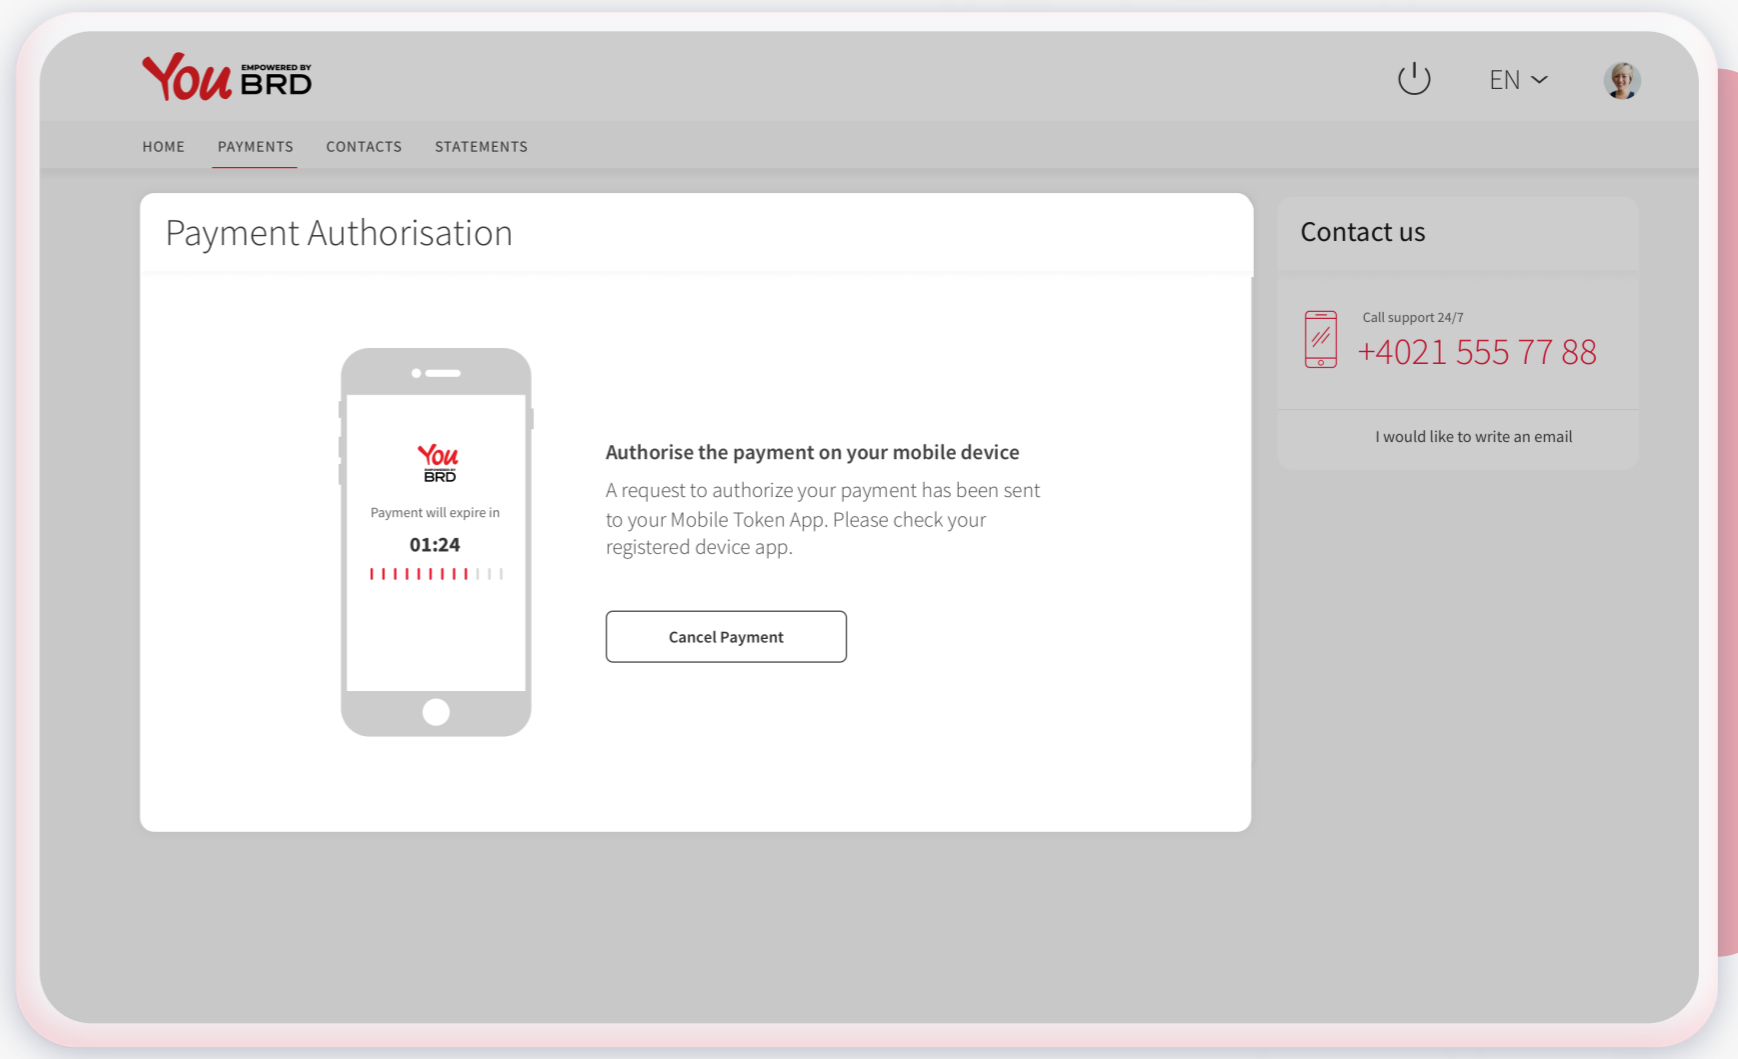 You EMPOWERED BY BRD
EN
HOME PAYMENTS CONTACTS STATEMENTS
Payment Authorisation
You
EMPOWERED BY
BRD
Payment will expire in
01:24
Authorise the payment on your mobile device
A request to authorize your payment has been sent
to your Mobile Token App. Please check your
registered device app.
Cancel Payment
Contact us
Call support 24/7
+4021 555 77 88
I would like to write an email